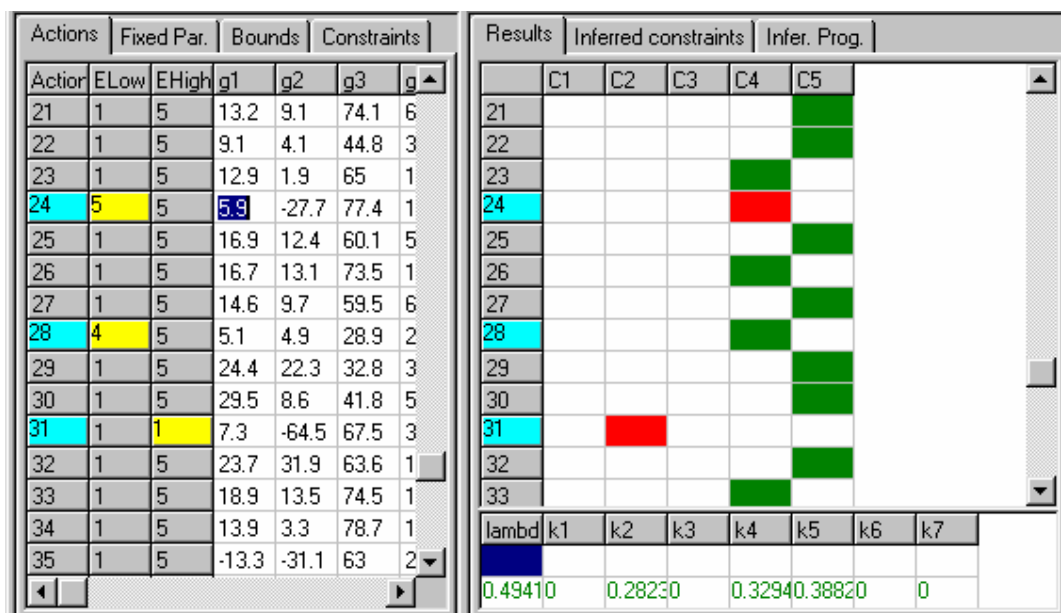 Actions Fixed Par. Bounds Constraints
Action ELow EHigh g1 g2 g3 g
21 1 5 13.2 9.1 74.1 6
22 1 5 9.1 4.1 44.8 3
23 1 5 12.9 1.9 65 1
24 5 5 5.9 -27.7 77.4 1
25 1 5 16.9 12.4 60.1 5
26 1 5 16.7 13.1 73.5 1
27 1 5 14.6 9.7 59.5 6
28 4 5 5.1 4.9 28.9 2
29 1 5 24.4 22.3 32.8 3
30 1 5 29.5 8.6 41.8 5
31 1 1 7.3 -64.5 67.5 3
32 1 5 23.7 31.9 63.6 1
33 1 5 18.9 13.5 74.5 1
34 1 5 13.9 3.3 78.7 1
35 1 5 -13.3 -31.1 63 2
Results Inferred constraints Infer. Prog.
C1 C2 C3 C4 C5
21
22
23
24
25
26
27
28
29
30
31
32
33
lambd k1 k2 k3 k4 k5 k6 k7
0.4941 0 0.2823 0 0.3294 0.3882 0 0